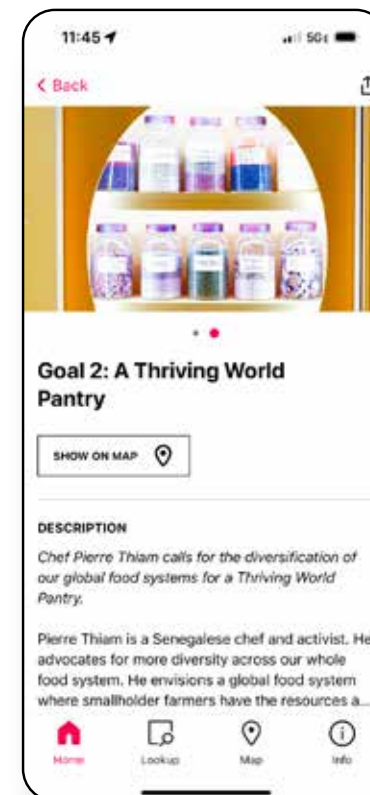 11:45
5G
Back
Goal 2: A Thriving World
Pantry
SHOW ON MAP
DESCRIPTION
Chef Pierre Thiam calls for the diversification of
our global food systems for a Thriving World
Pantry.
Pierre Thiam is a Senegalese chef and activist. He
advocates for more diversity across our whole
food system. He envisions a global food system
where smallholder farmers have the resources a...
Home
Lookup
Map
Info